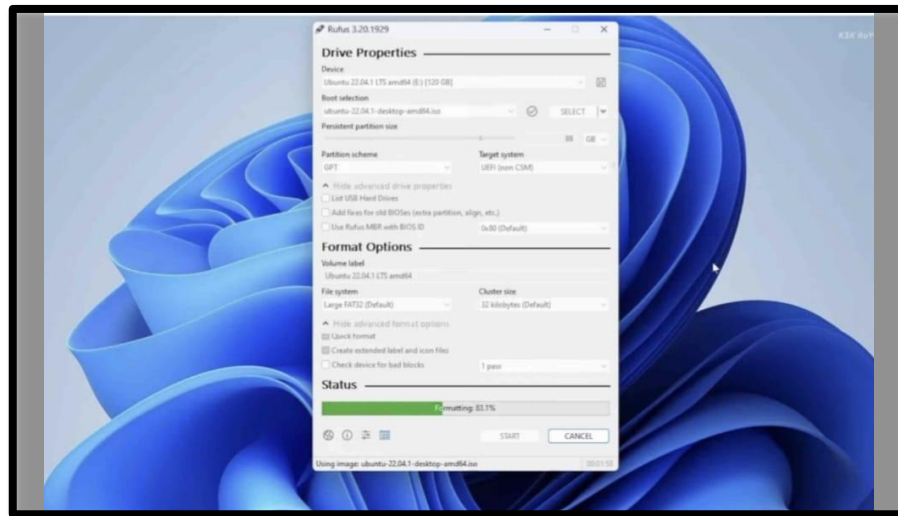 Rufus 3.20.1929
Drive Properties
Device
Ubuntu 22.04.1 LTS amd64 (E:) [120 GB]
Boot selection
ubuntu-22.04.1-desktop-amd64.iso
SELECT
Persistent partition size
GB
Partition scheme
Target system
GPT
UEFI (non CSM)
Hide advanced drive properties
List USB Hard Drives
Add fixes for old BIOSes (extra partition, align, etc.)
Use Rufus MBR with BIOS ID
0x80 (Default)
Format Options
Volume label
Ubuntu 22.04.1 LTS amd64
File system
Cluster size
Large FAT32 (Default)
32 kilobytes (Default)
Hide advanced format options
Quick format
Create extended label and icon files
Check device for bad blocks
1 pass
Status
Formatting: 83.1%
START
CANCEL
Using image: ubuntu-22.04.1-desktop-amd64.iso